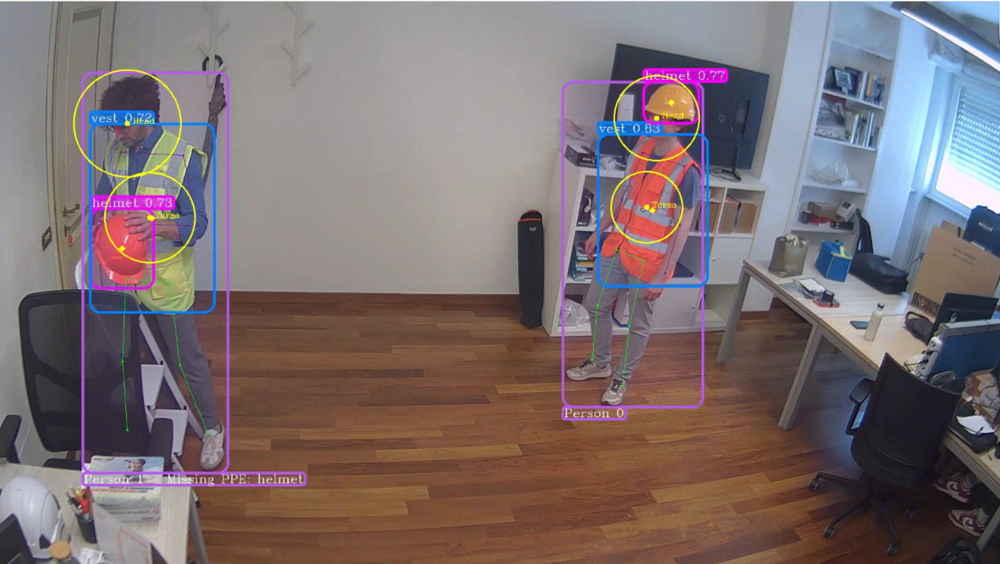 helmet 0.77
vest 0.72
Head
Head
vest 0.83
helmet 0.73
Torso
Torso
Person 0
Person 1 Missing PPE: helmet